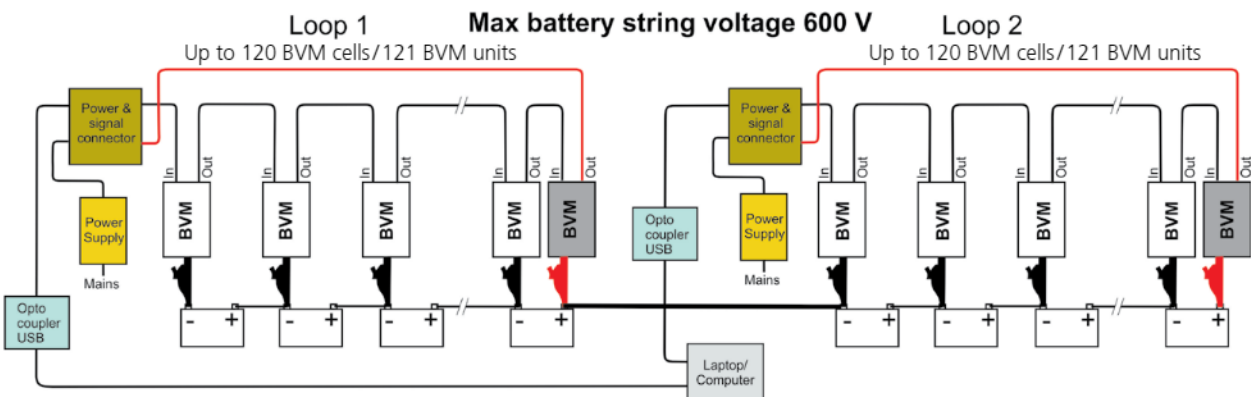 Loop 1
Max battery string voltage 600 V
Loop 2
Up to 120 BVM cells/121 BVM units
Up to 120 BVM cells/121 BVM units
Power &
signal
connector
In
Out
In
Out
In
Out
In
In
Out
BVM
BVM
BVM
BVM
BVM
Power
Supply
Mains
Opto
coupler
USB
- +
- +
- +
- +
Power &
signal
connector
In
Out
In
Out
In
Out
In
In
Out
BVM
BVM
BVM
BVM
BVM
Opto
coupler
USB
Power
Supply
Mains
- +
- +
- +
- +
Laptop/
Computer